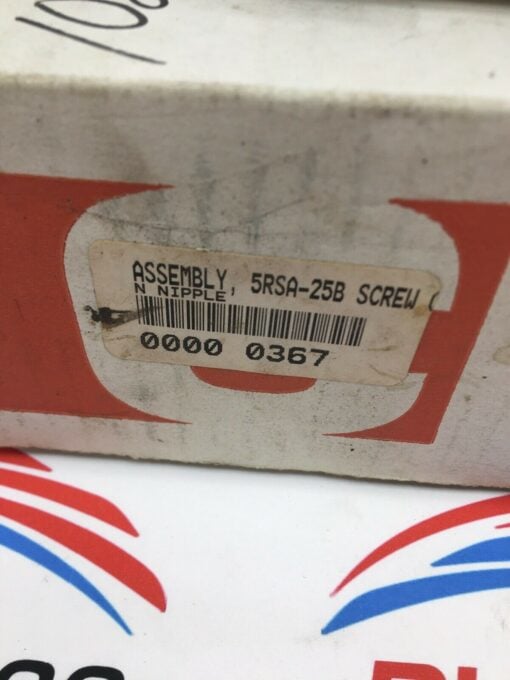 ASSEMBLY, 5RSA-25B SCREW
N NIPPLE,
0000 0367